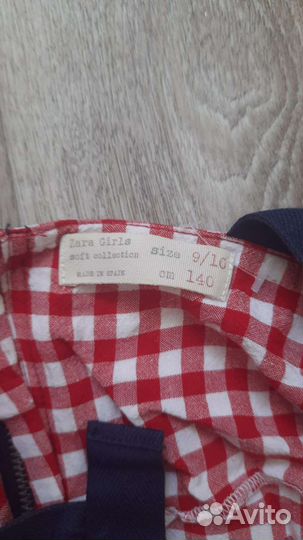 Zara Girls
soft collection
MADE IN SPAIN
size 9/10
cm 140
Avito